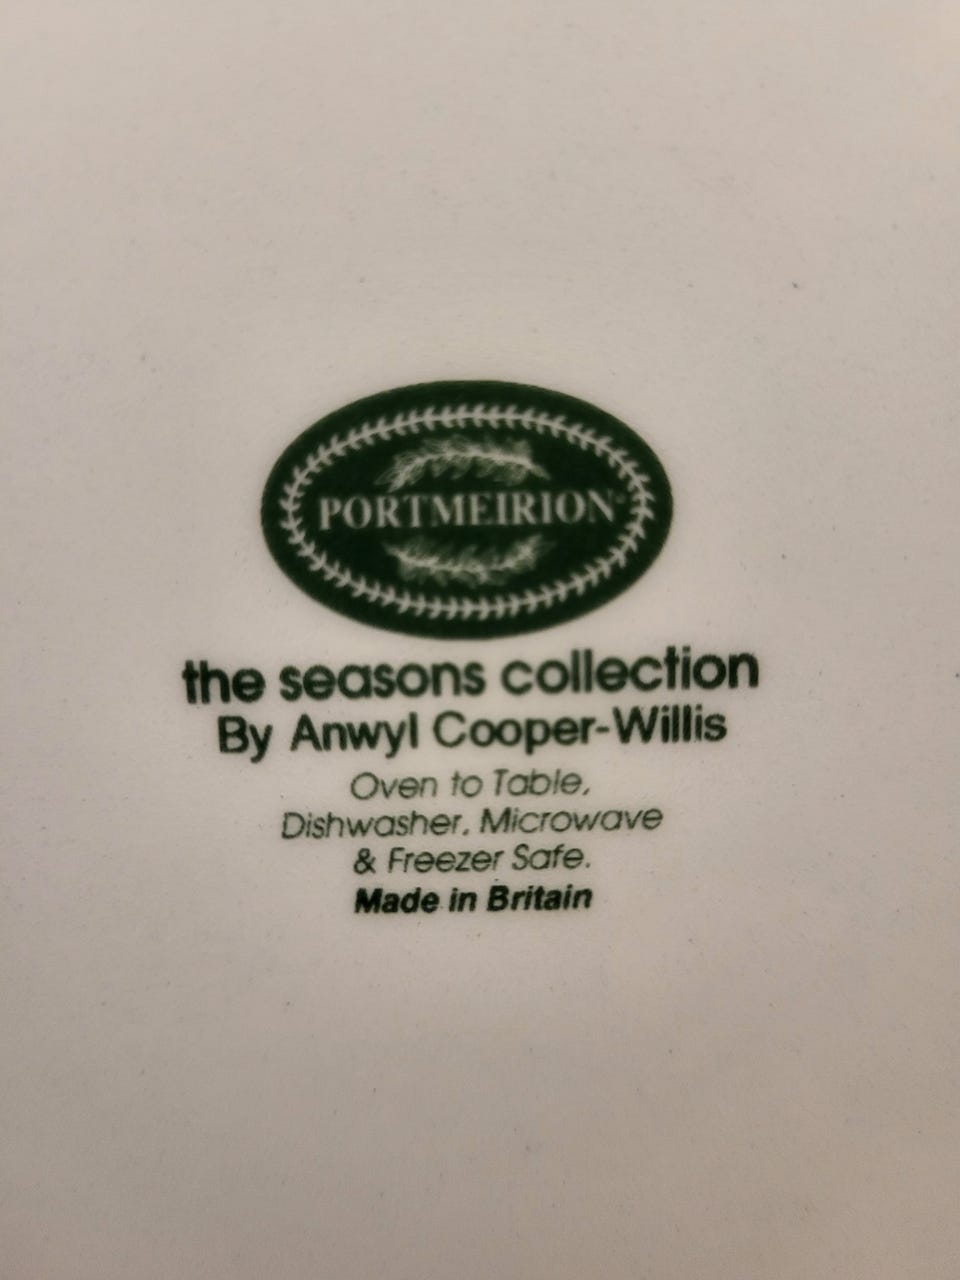 PORTMEIRION®
the seasons collection
By Anwyl Cooper-Willis
Oven to Table,
Dishwasher, Microwave
& Freezer Safe.
Made in Britain